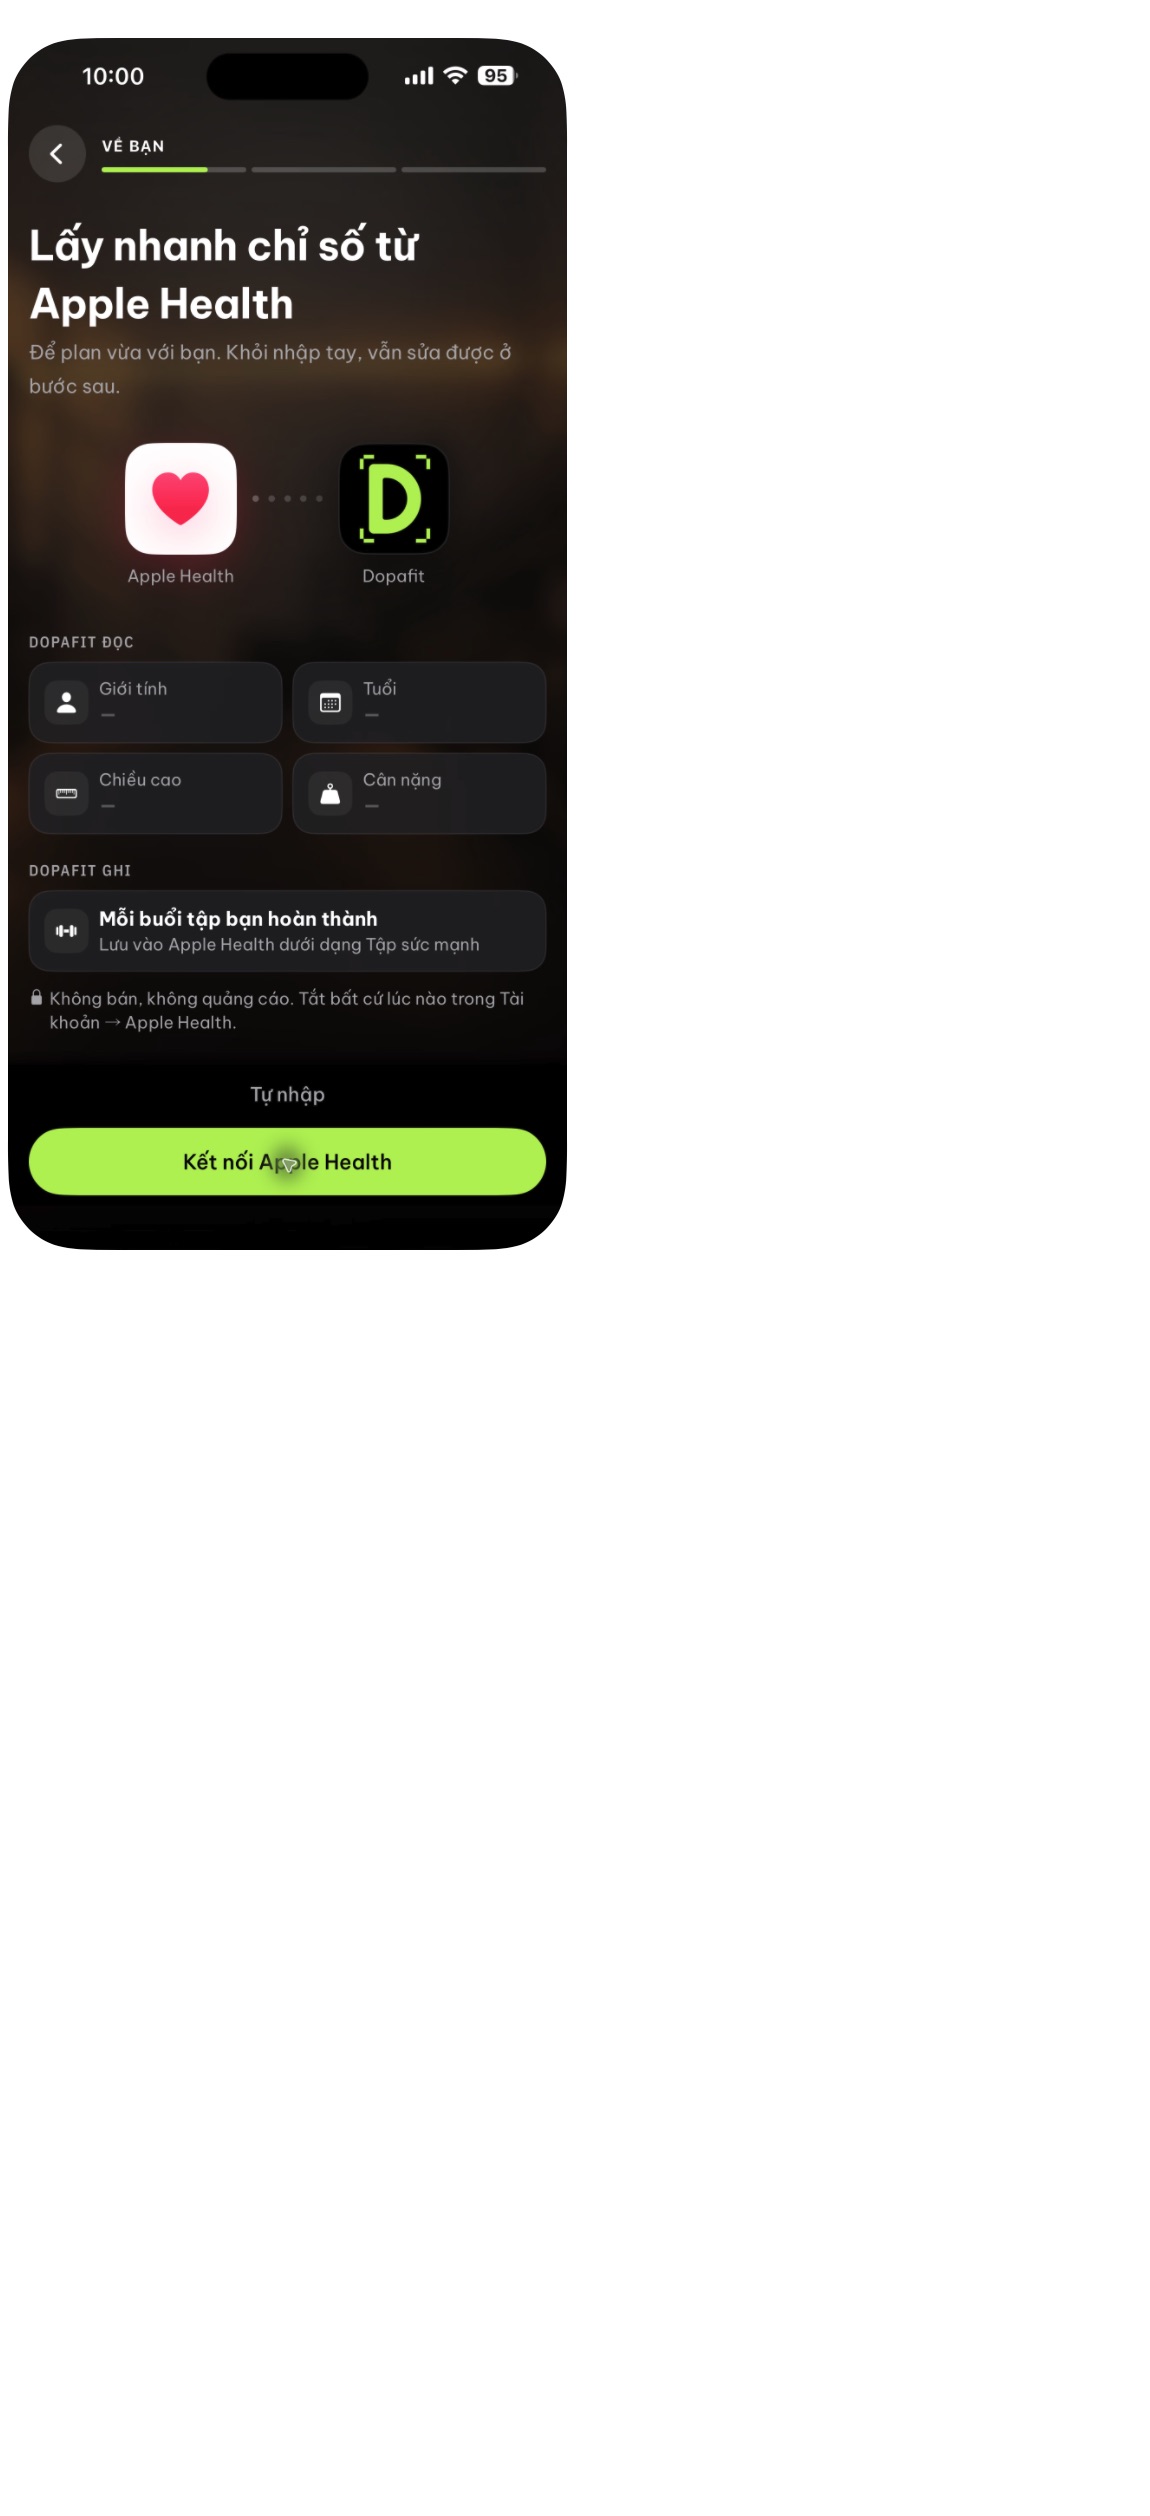 10:00
95
VỀ BẠN
Lấy nhanh chỉ số từ
Apple Health
Để plan vừa với bạn. Khỏi nhập tay, vẫn sửa được ở
bước sau.
D
Apple Health
Dopafit
DOPAFIT ĐỌC
Giới tính
—
Tuổi
—
Chiều cao
—
Cân nặng
—
DOPAFIT GHI
Mỗi buổi tập bạn hoàn thành
Lưu vào Apple Health dưới dạng Tập sức mạnh
Không bán, không quảng cáo. Tắt bất cứ lúc nào trong Tài
khoản → Apple Health.
Tự nhập
Kết nối Apple Health